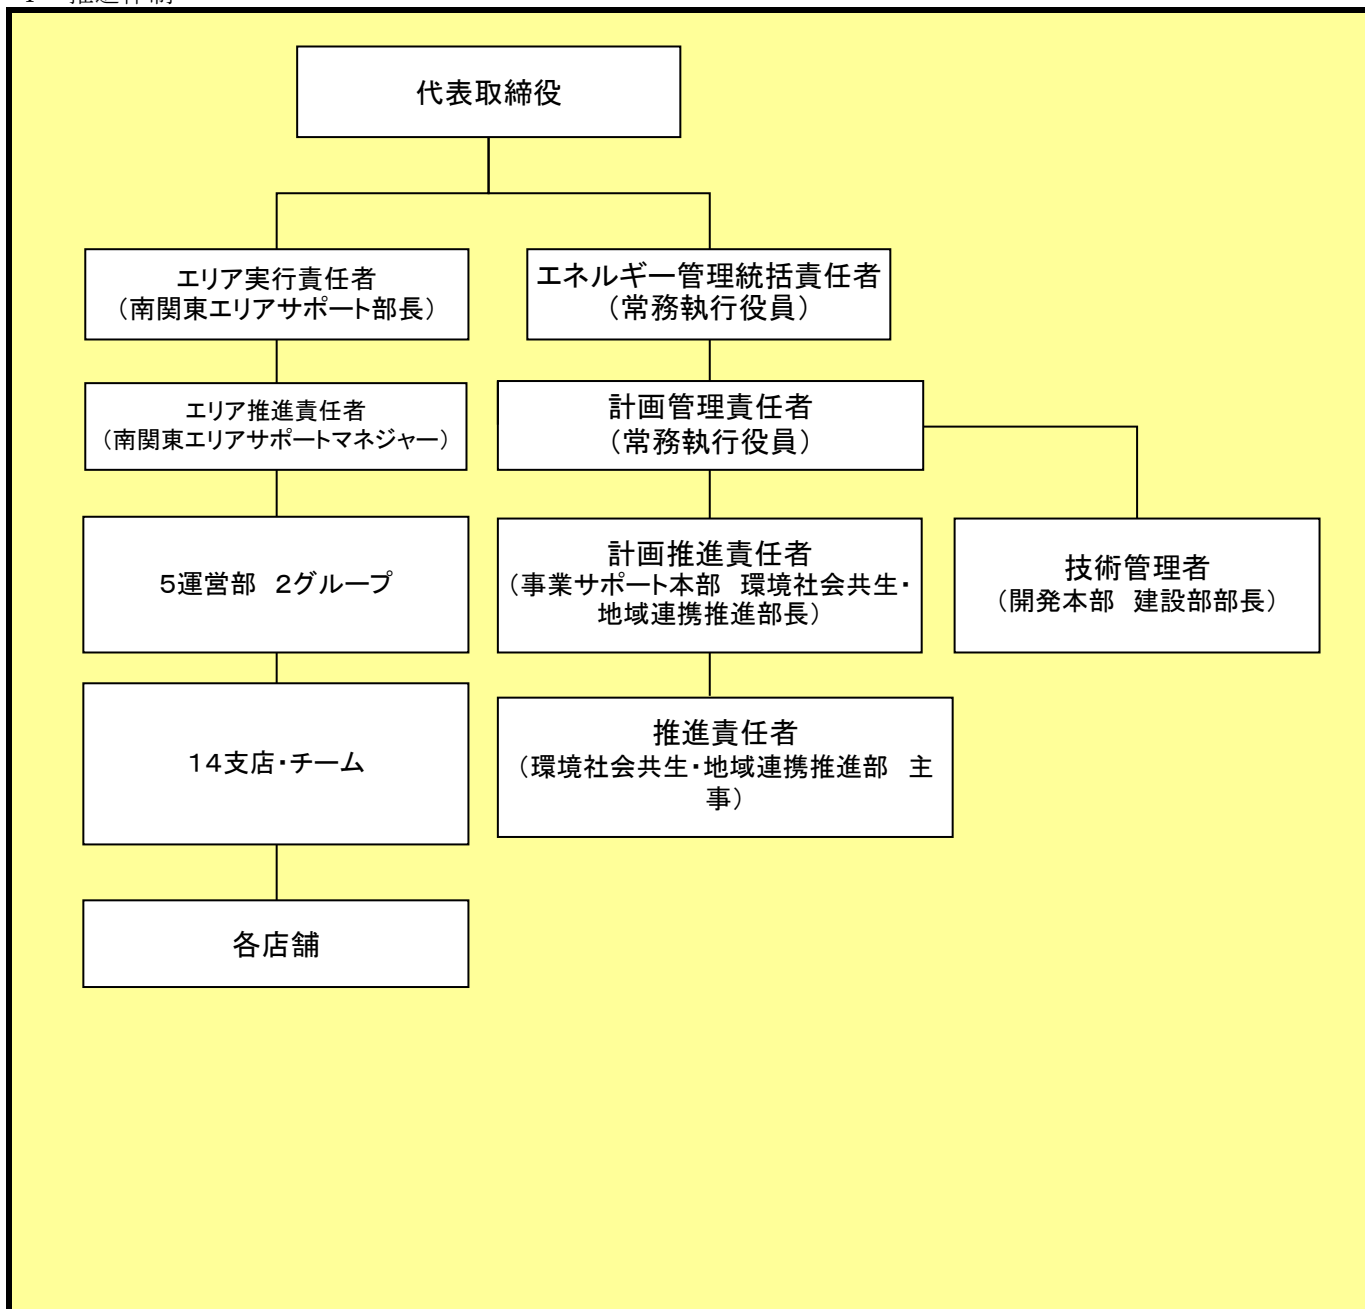 代表取締役
エリア実行責任者
（南関東エリアサポート部長）
エネルギー管理統括責任者
（常務執行役員）
エリア推進責任者
（南関東エリアサポートマネジャー）
計画管理責任者
（常務執行役員）
５運営部　２グループ
計画推進責任者
（事業サポート本部　環境社会共生・
地域連携推進部長）
技術管理者
（開発本部　建設部部長）
１４支店・チーム
推進責任者
（環境社会共生・地域連携推進部　主
事）
各店舗